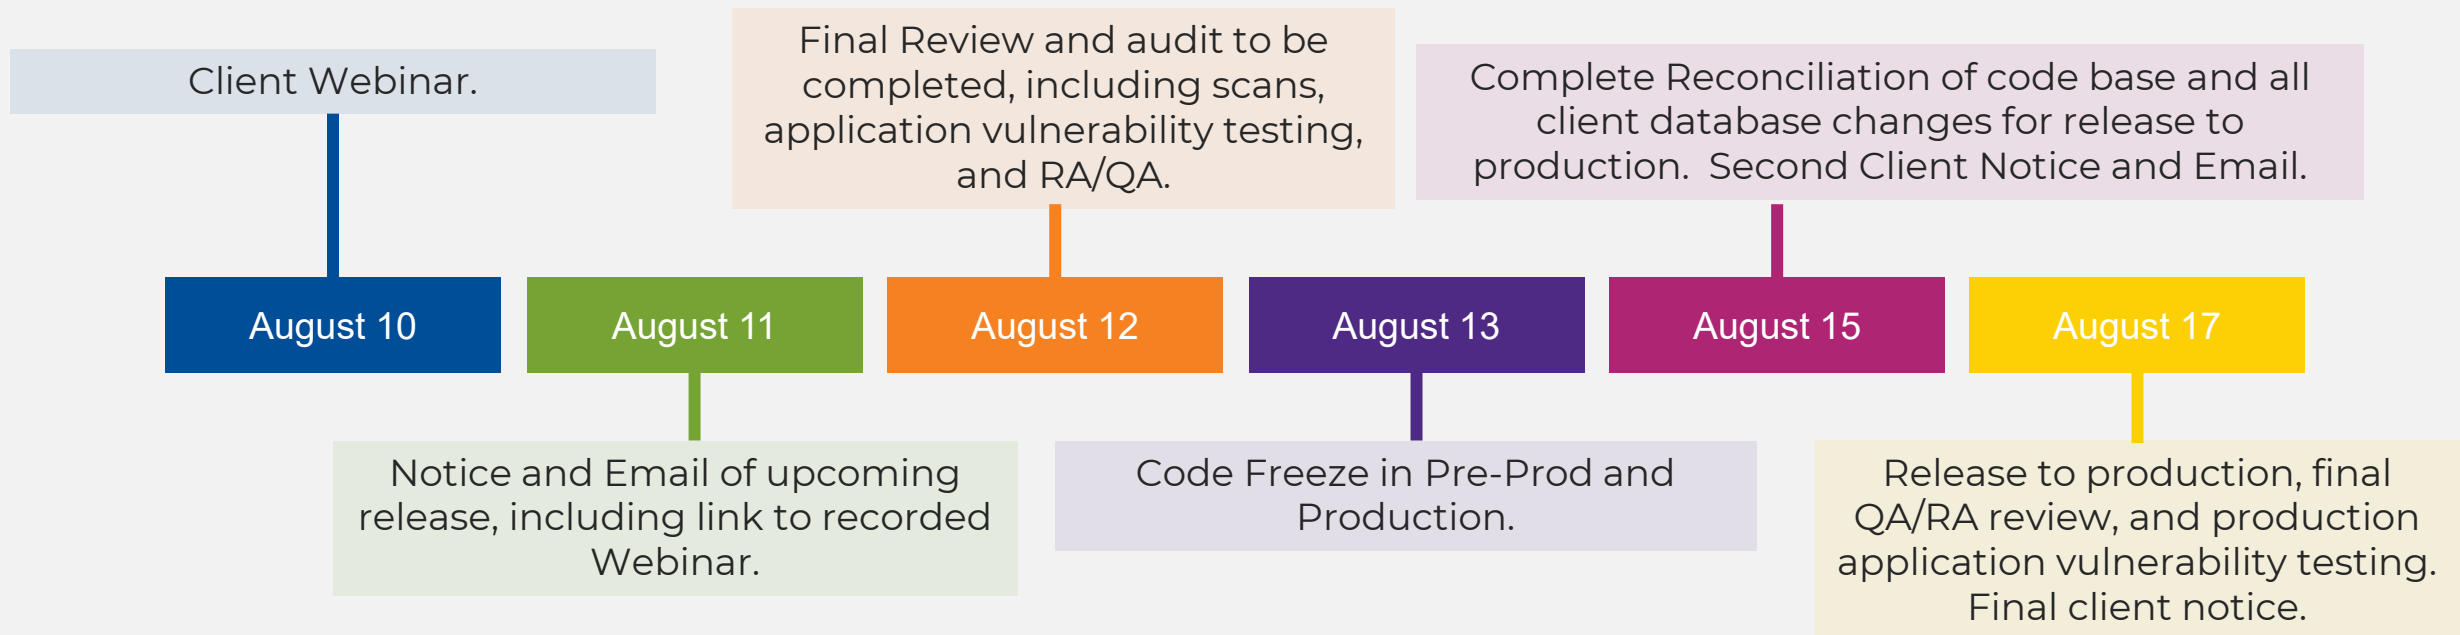 Client Webinar.
Final Review and audit to be
completed, including scans,
application vulnerability testing,
and RA/QA.
Complete Reconciliation of code base and all
client database changes for release to
production.  Second Client Notice and Email.
August 10
August 11
August 12
August 13
August 15
August 17
Notice and Email of upcoming
release, including link to recorded
Webinar.
Code Freeze in Pre-Prod and
Production.
Release to production, final
QA/RA review, and production
application vulnerability testing.
Final client notice.